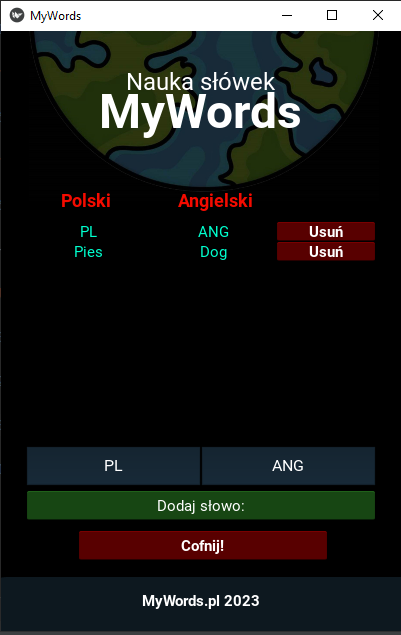 MyWords
Nauka słówek
MyWords
Polski Angielski
PL ANG Usuń
Pies Dog Usuń
PL ANG
Dodaj słowo:
Cofnij!
MyWords.pl 2023